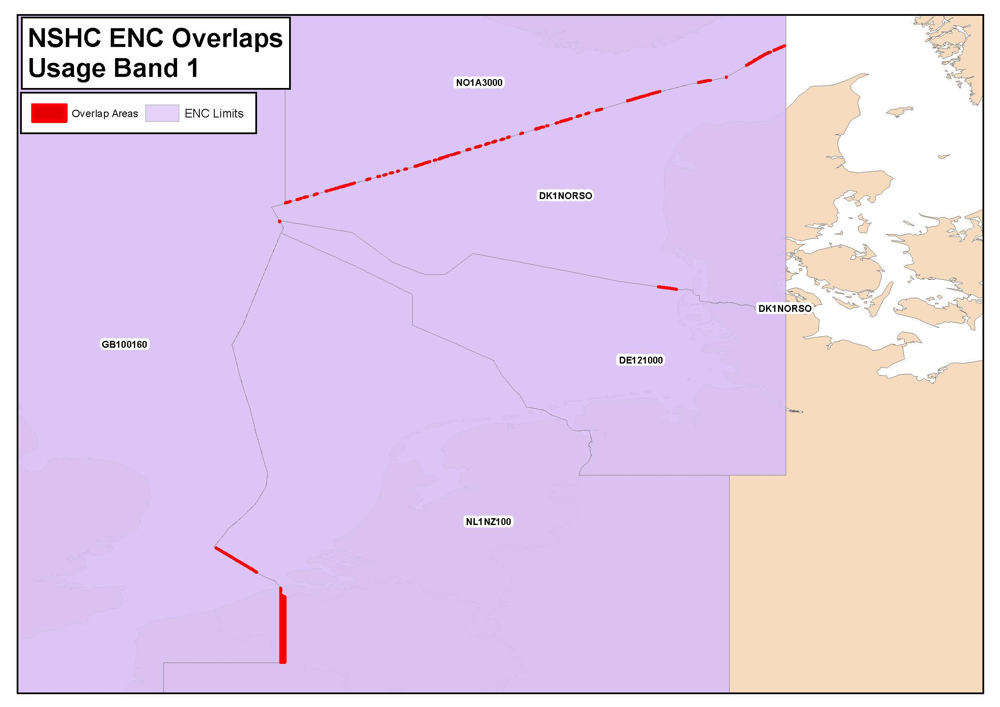 NSHC ENC Overlaps
Usage Band 1
Overlap Areas
ENC Limits
NO1A3000
DK1NORSO
DK1NORSO
GB100160
DE121000
NL1NZ100